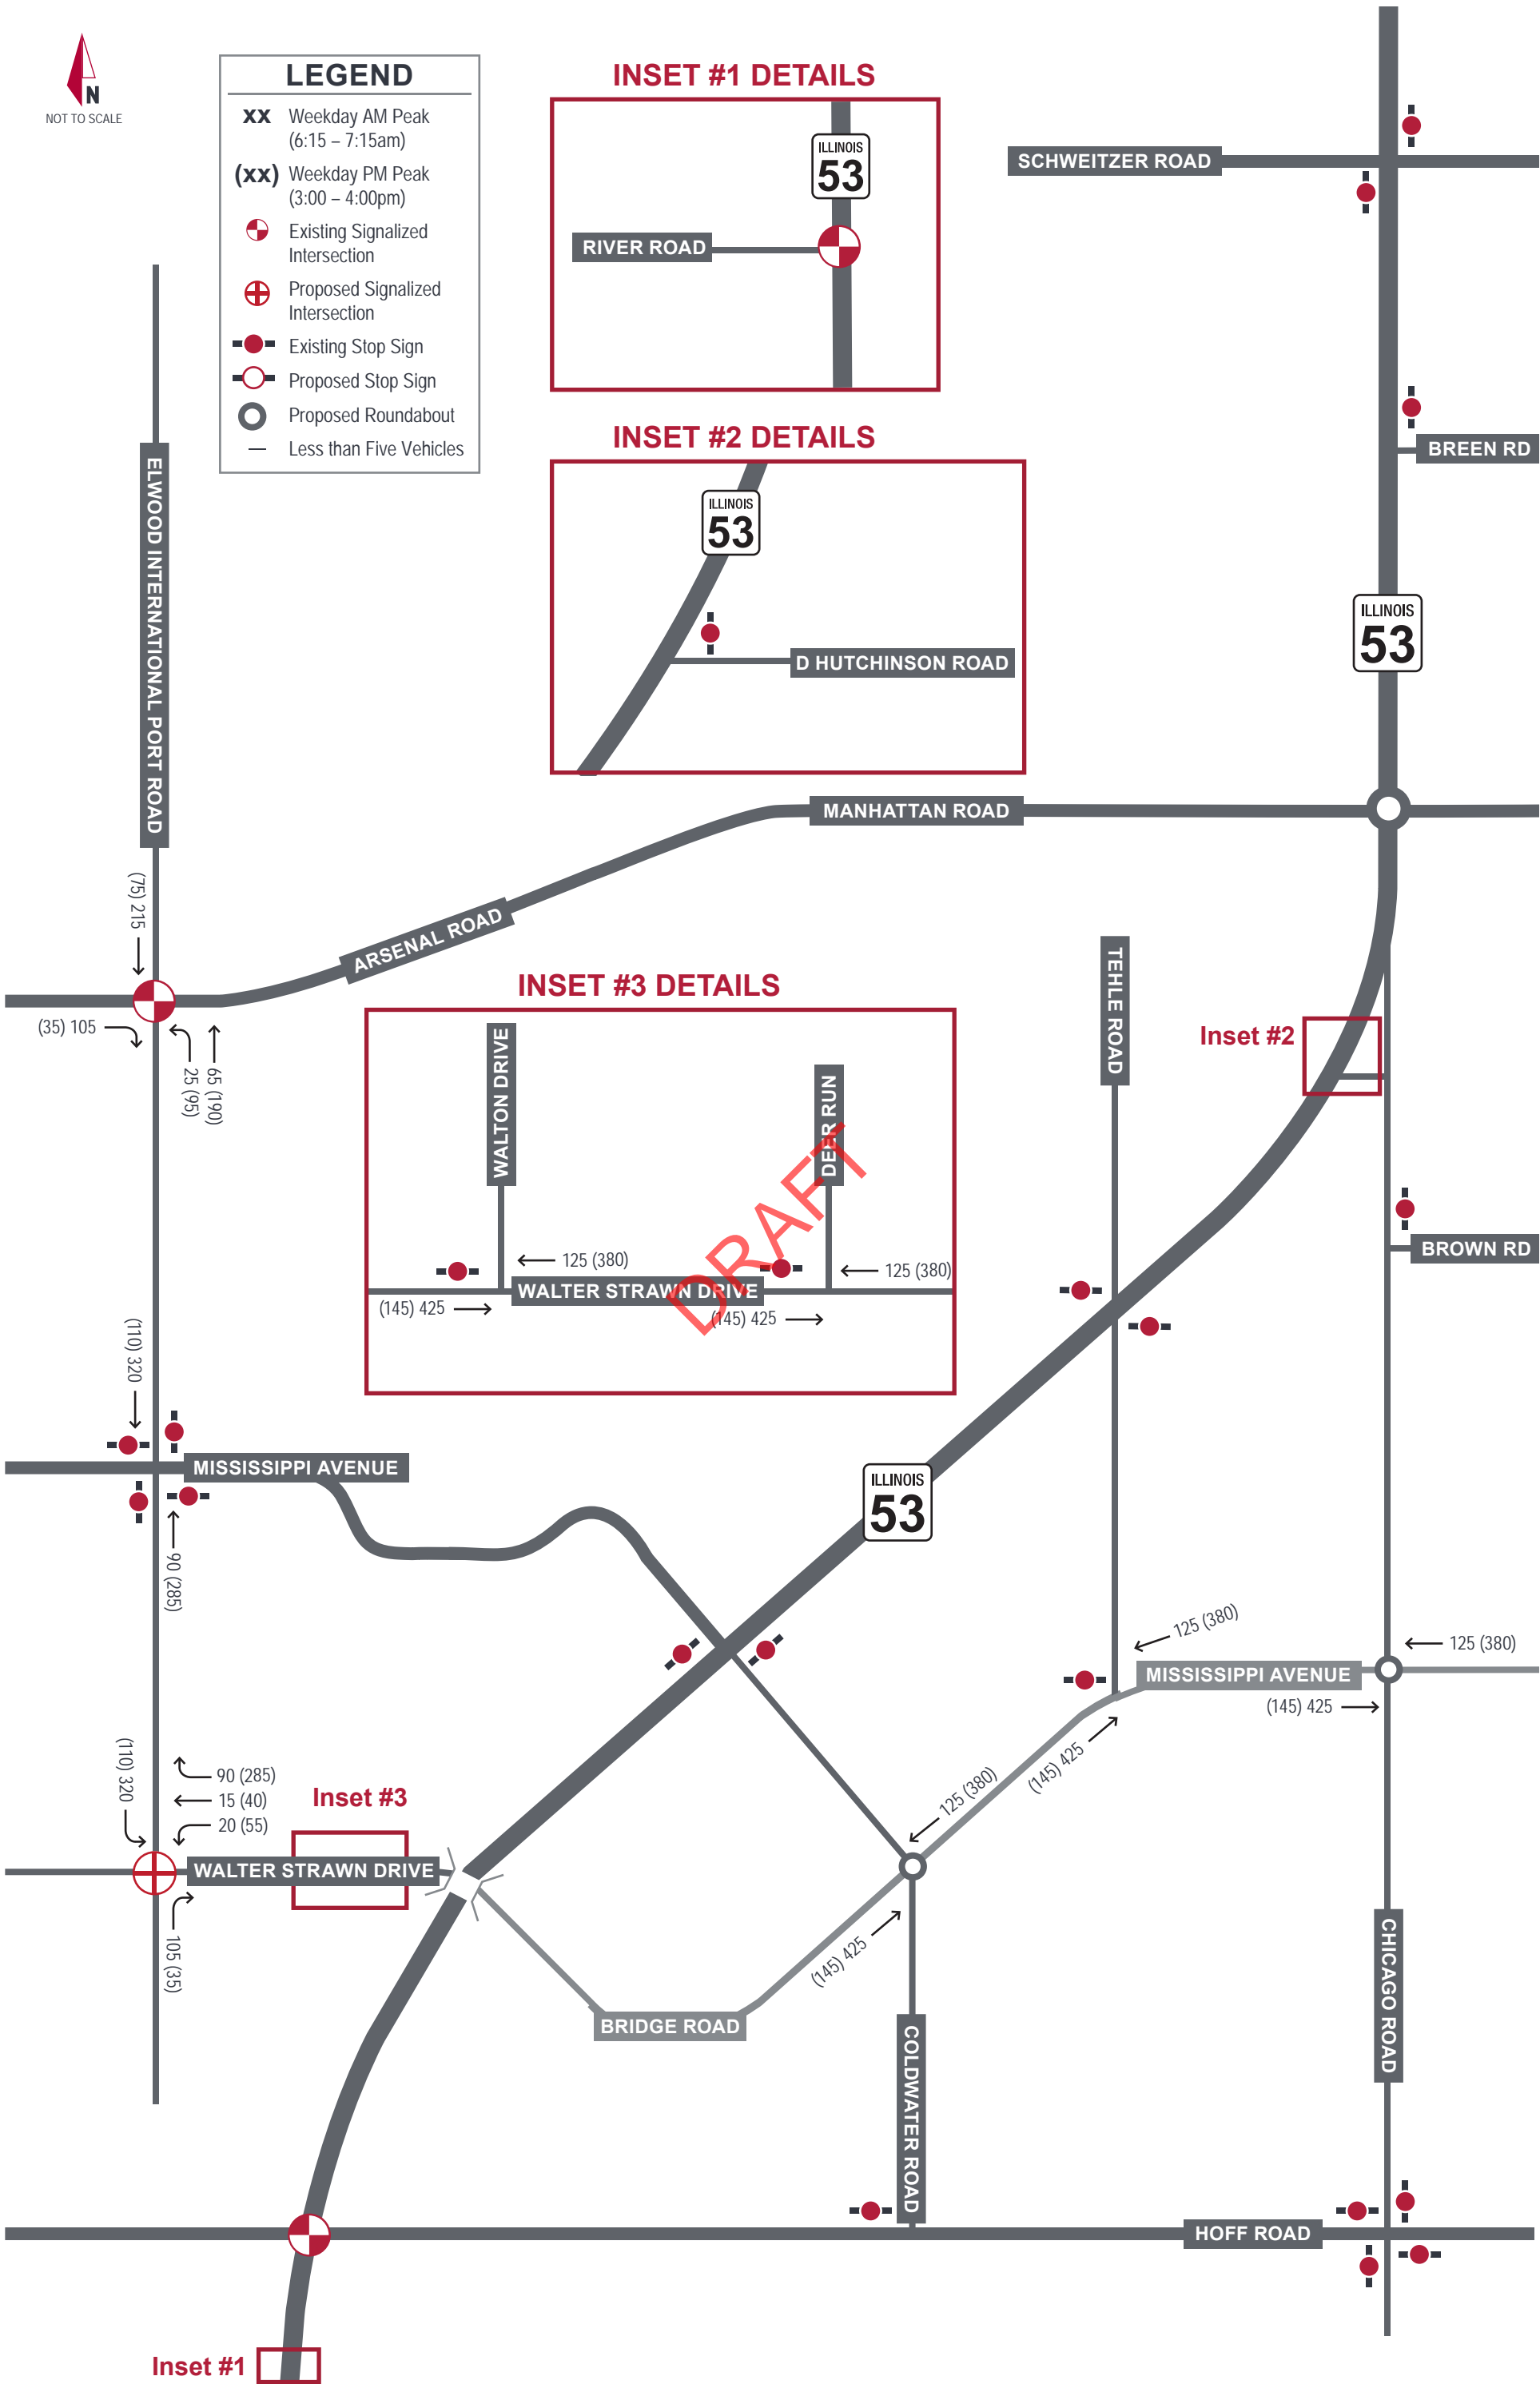 N
NOT TO SCALE
LEGEND
xx Weekday AM Peak
(6:15 – 7:15am)
(xx) Weekday PM Peak
(3:00 – 4:00pm)
Existing Signalized
Intersection
Proposed Signalized
Intersection
Existing Stop Sign
Proposed Stop Sign
Proposed Roundabout
— Less than Five Vehicles
INSET #1 DETAILS
ILLINOIS
53
RIVER ROAD
SCHWEITZER ROAD
INSET #2 DETAILS
ILLINOIS
53
D HUTCHINSON ROAD
BREEN RD
ILLINOIS
53
ELWOOD INTERNATIONAL PORT ROAD
MANHATTAN ROAD
ARSENAL ROAD
(75) 215
(35) 105
25 (95)
65 (190)
INSET #3 DETAILS
WALTON DRIVE
DEER RUN
125 (380)
125 (380)
WALTER STRAWN DRIVE
(145) 425
(145) 425
DRAFT
TEHLE ROAD
Inset #2
BROWN RD
(110) 320
MISSISSIPPI AVENUE
90 (285)
ILLINOIS
53
125 (380)
125 (380)
MISSISSIPPI AVENUE
(145) 425
(145) 425
125 (380)
(110) 320
90 (285)
15 (40)
20 (55)
Inset #3
WALTER STRAWN DRIVE
105 (35)
(145) 425
BRIDGE ROAD
COLDWATER ROAD
CHICAGO ROAD
HOFF ROAD
Inset #1